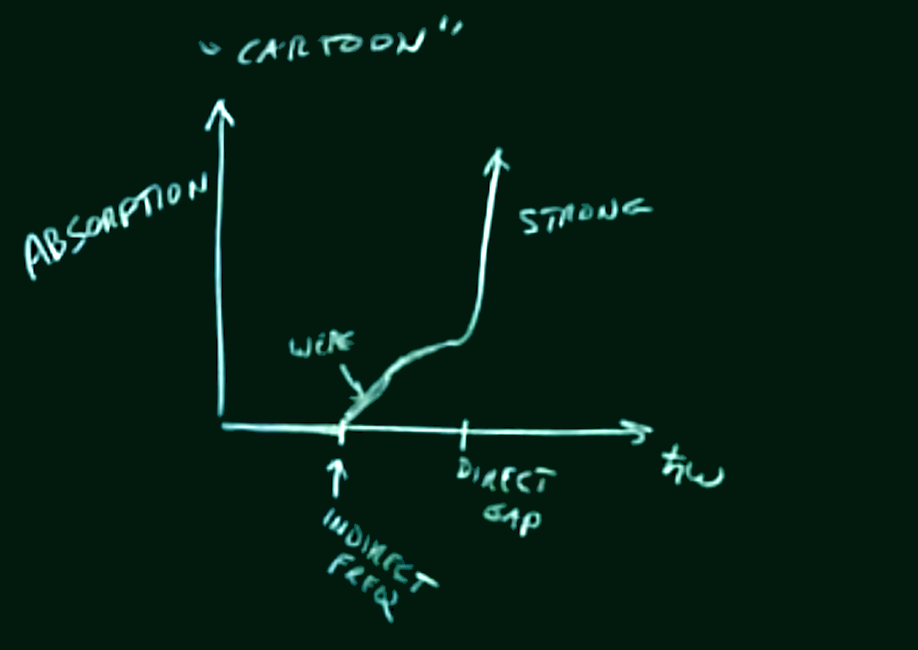 "CARTOON"
ABSORPTION
STRONG
WEAK
ħω
DIRECT
GAP
INDIRECT
FREQ